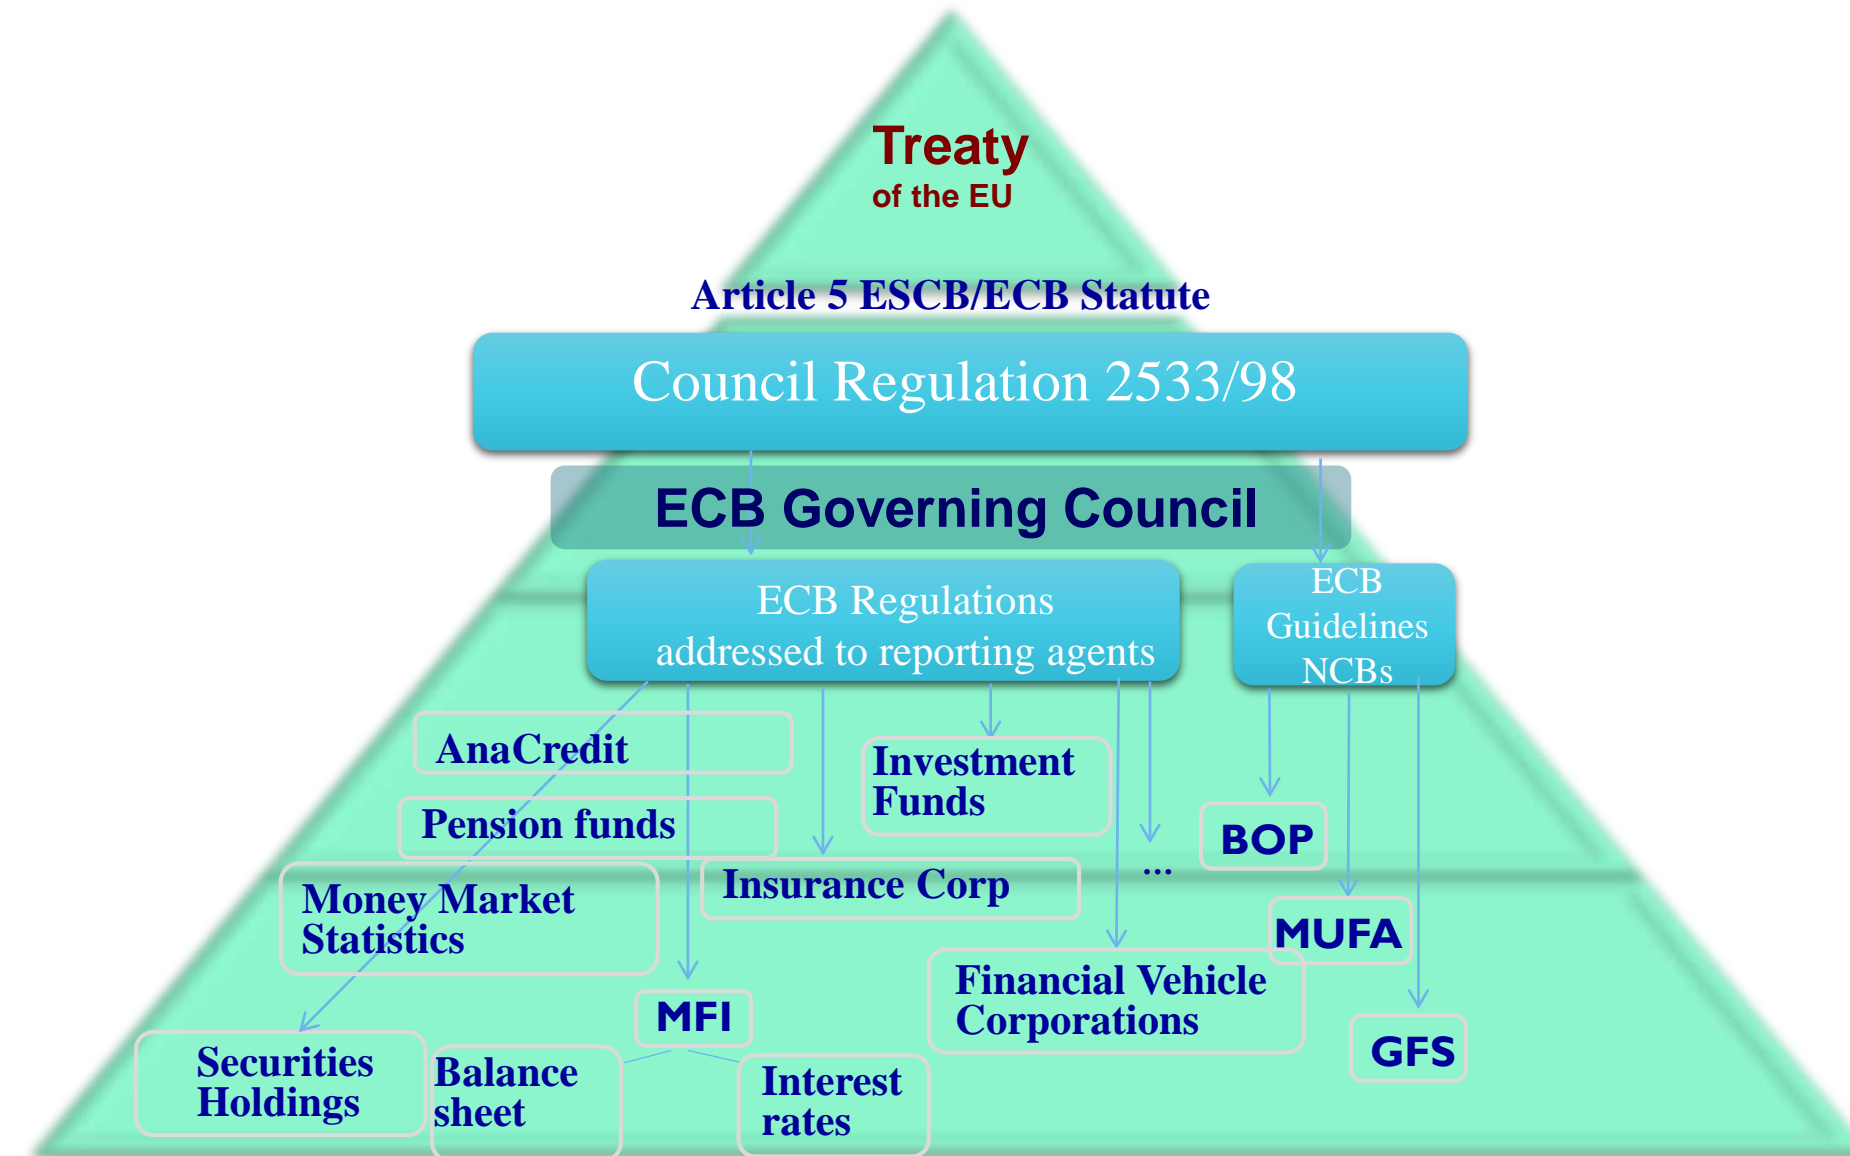 Treaty
of the EU
Article 5 ESCB/ECB Statute
Council Regulation 2533/98
ECB Governing Council
ECB Regulations
addressed to reporting agents
ECB
Guidelines
NCBs
AnaCredit
Investment
Funds
Pension funds
BOP
...
Insurance Corp
Money Market
Statistics
MUFA
Financial Vehicle
Corporations
MFI
GFS
Securities
Holdings
Balance
sheet
Interest
rates